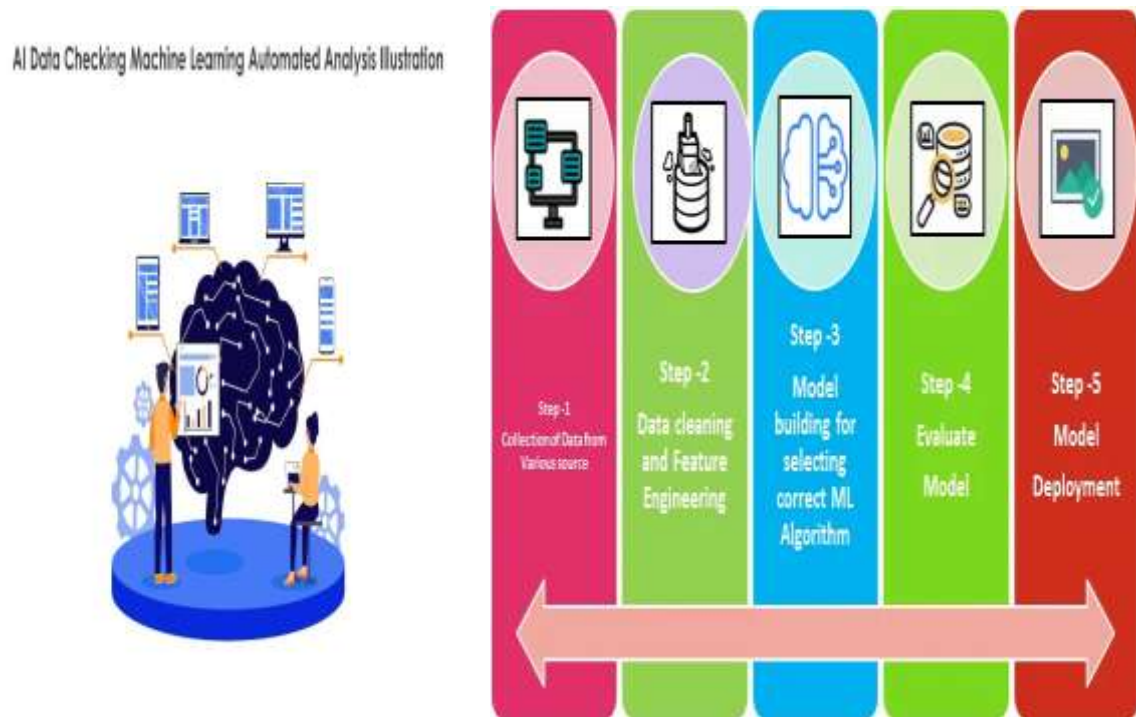 AI Data Checking Machine Learning Automated Analysis Illustration
Step -1
Collection of Data from
Various source
Step -2
Data cleaning
and Feature
Engineering
Step -3
Model
building for
selecting
correct ML
Algorithm
Step -4
Evaluate
Model
Step -5
Model
Deployment